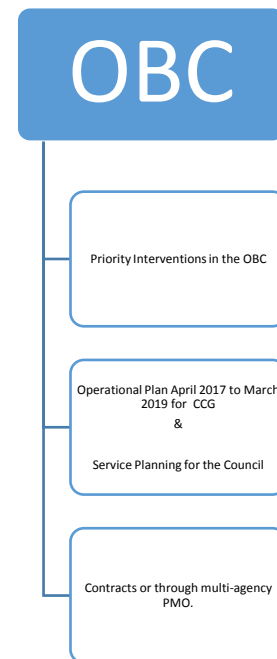 OBC
Priority Interventions in the OBC
Operational Plan April 2017 to March
2019 for CCG
&
Service Planning for the Council
Contracts or through multi-agency
PMO.